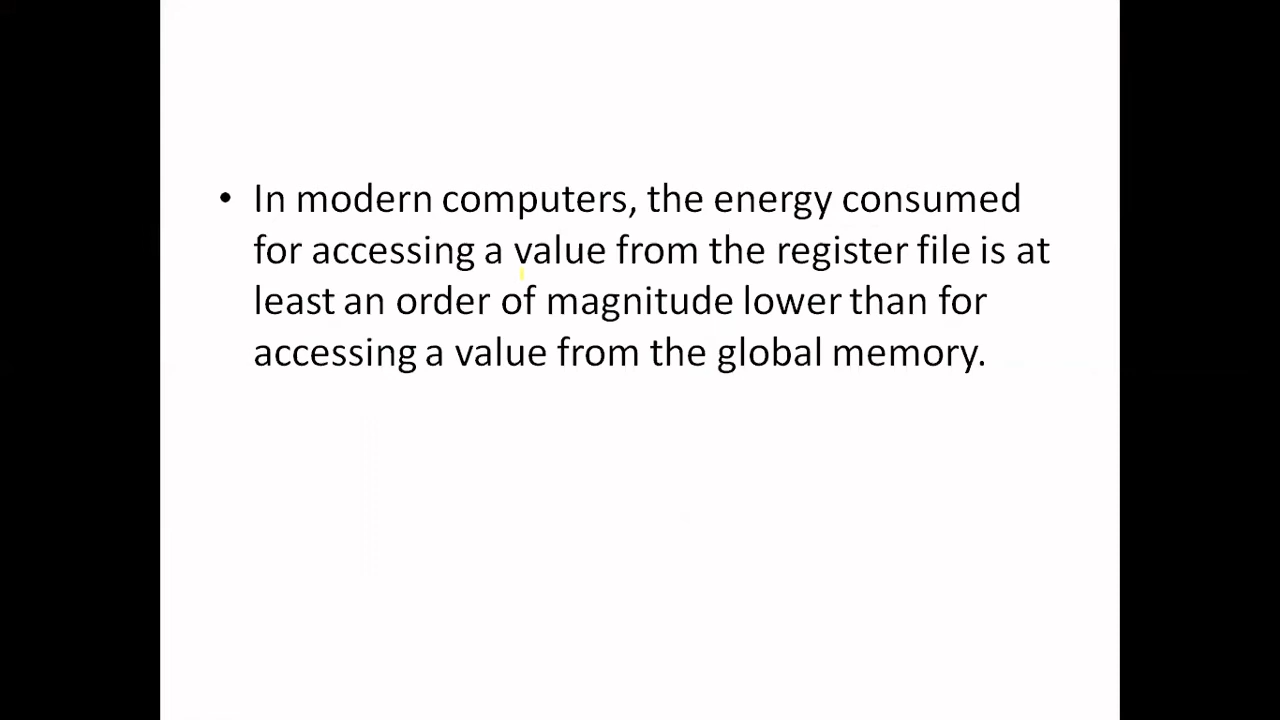 • In modern computers, the energy consumed
for accessing a value from the register file is at
least an order of magnitude lower than for
accessing a value from the global memory.